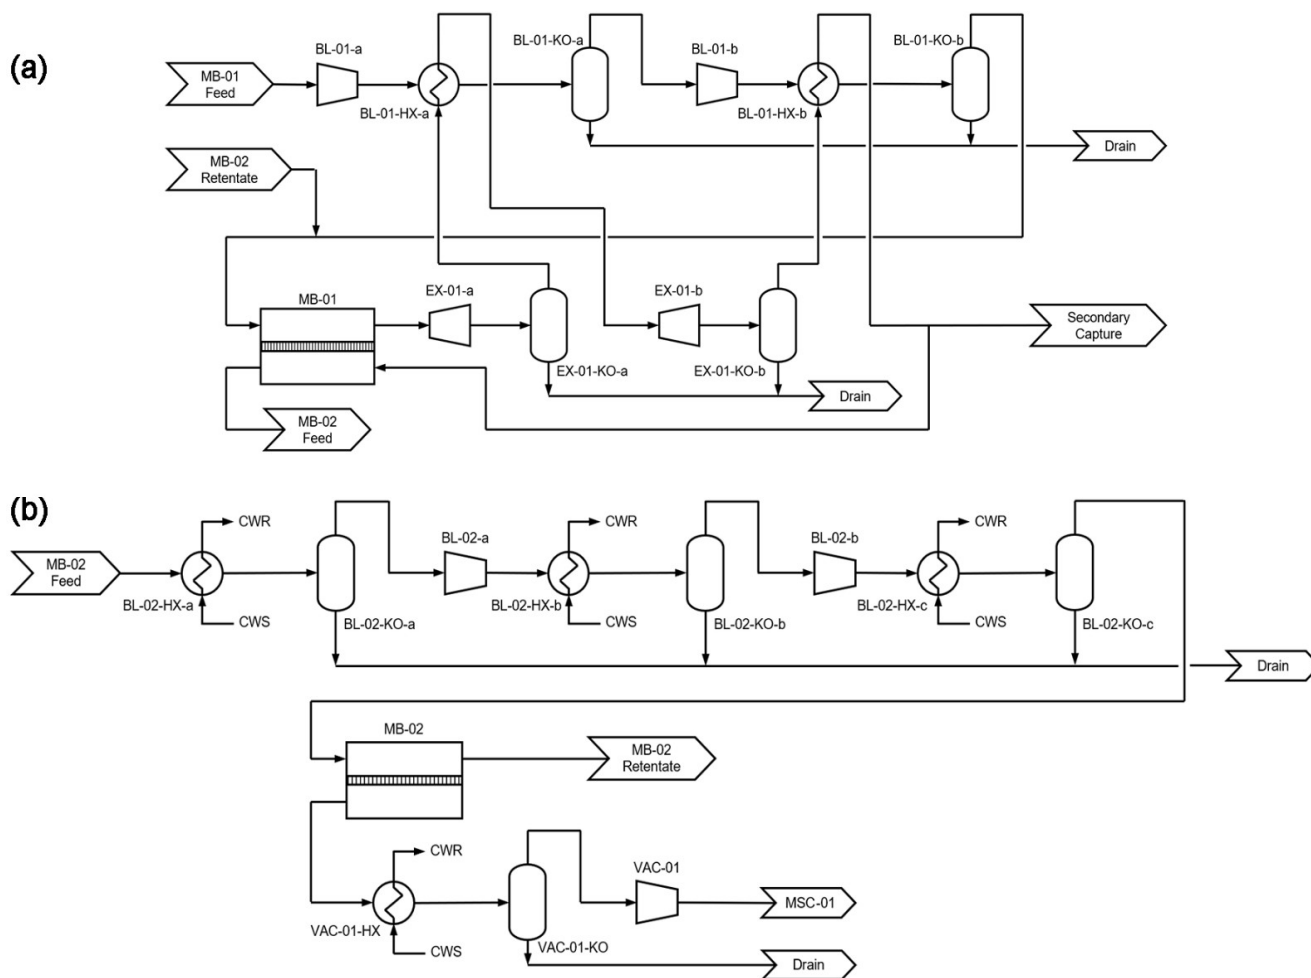 (a)
BL-01-a
BL-01-KO-a
BL-01-b
BL-01-KO-b
MB-01
Feed
BL-01-HX-a
BL-01-HX-b
Drain
MB-02
Retentate
MB-01
EX-01-a
EX-01-b
Secondary
Capture
EX-01-KO-a
EX-01-KO-b
Drain
MB-02
Feed
(b)
CWR
CWR
CWR
BL-02-a
BL-02-b
MB-02
Feed
BL-02-HX-a
BL-02-HX-b
BL-02-HX-c
CWS
BL-02-KO-a
CWS
BL-02-KO-b
CWS
BL-02-KO-c
Drain
MB-02
MB-02
Retentate
CWR
VAC-01
MSC-01
VAC-01-HX
CWS
VAC-01-KO
Drain